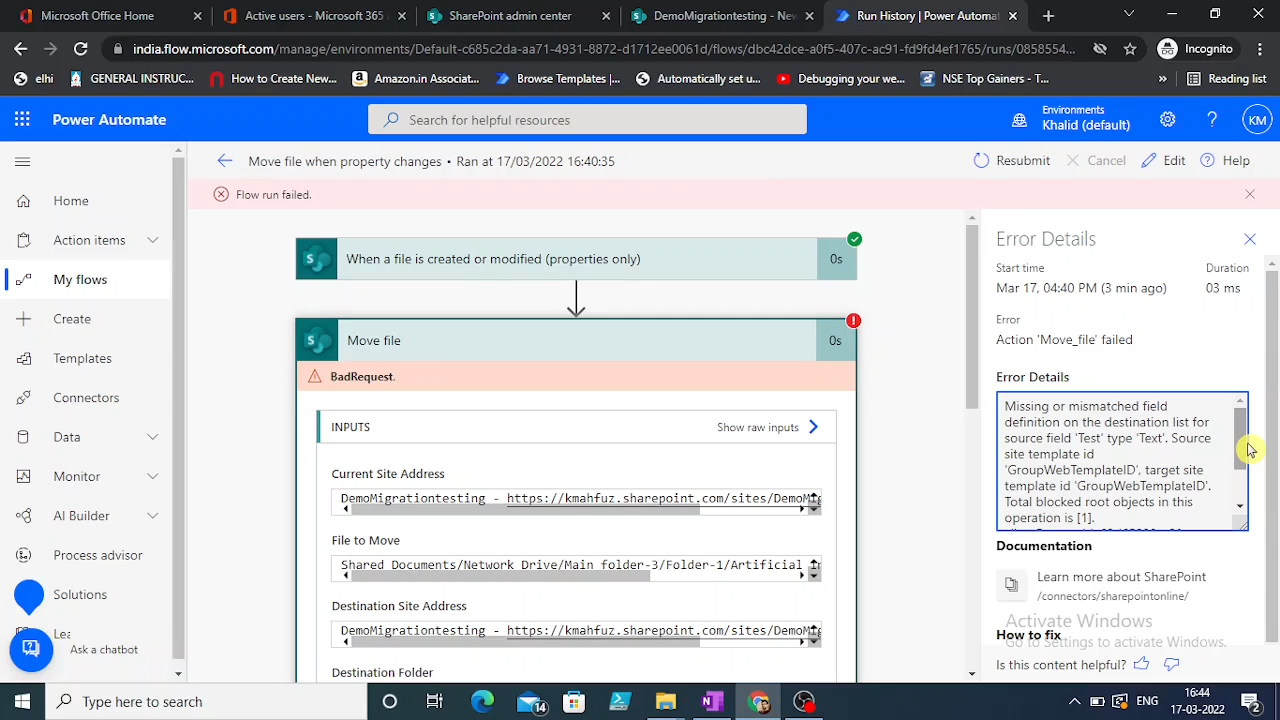 Microsoft Office Home
Active users - Microsoft 365
SharePoint admin center
DemoMigrationtesting - Nev
Run History | Power Automat
india.flow.microsoft.com/manage/environments/Default-c685c2da-aa71-4931-8872-d1712ee0061d/flows/dbc42dce-a0f5-407c-ac91-fd9fd4ef1765/runs/0858554...
Incognito
elhi
GENERAL INSTRUC...
How to Create New...
Amazon.in Associat...
Browse Templates |...
Automatically set u...
Debugging your we...
NSE Top Gainers - T...
Reading list
Power Automate
Search for helpful resources
Environments
Khalid (default)
KM
Move file when property changes • Ran at 17/03/2022 16:40:35
Resubmit
Cancel
Edit
Help
Flow run failed.
Home
Action items
My flows
Create
Templates
Connectors
Data
Monitor
AI Builder
Process advisor
Solutions
Lea
Ask a chatbot
When a file is created or modified (properties only)
0s
Move file
0s
BadRequest.
INPUTS
Show raw inputs
Current Site Address
DemoMigrationtesting - https://kmahfuz.sharepoint.com/sites/DemoMig
File to Move
Shared Documents/Network Drive/Main folder-3/Folder-1/Artificial In
Destination Site Address
DemoMigrationtesting - https://kmahfuz.sharepoint.com/sites/DemoMig
Destination Folder
Error Details
Start time
Duration
Mar 17, 04:40 PM (3 min ago)
03 ms
Error
Action 'Move_file' failed
Error Details
Missing or mismatched field
definition on the destination list for
source field 'Test' type 'Text'. Source
site template id
'GroupWebTemplateID', target site
template id 'GroupWebTemplateID'.
Total blocked root objects in this
operation is [1].
Documentation
Learn more about SharePoint
/connectors/sharepointonline/
Activate Windows
Go to Settings to activate Windows.
How to fix
Is this content helpful?
Type here to search
14
ENG
16:44
17-03-2022
2